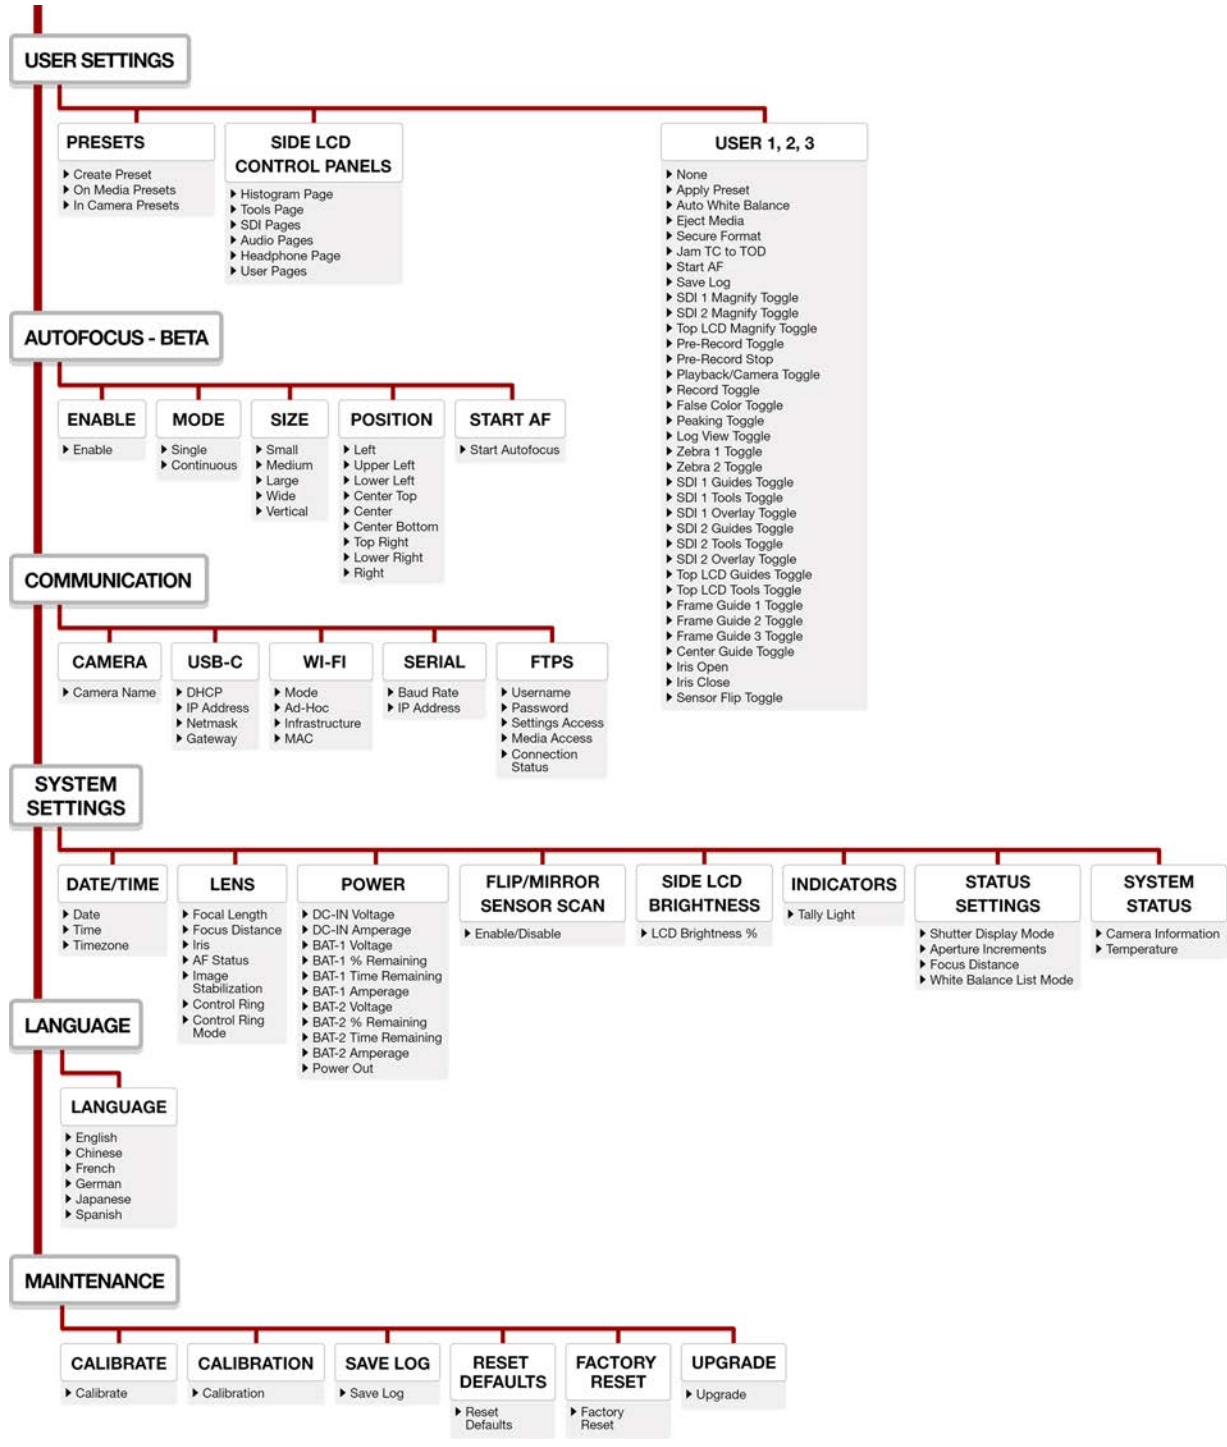 USER SETTINGS
PRESETS
Create Preset
On Media Presets
In Camera Presets
SIDE LCD
CONTROL PANELS
Histogram Page
Tools Page
SDI Pages
Audio Pages
Headphone Page
User Pages
USER 1, 2, 3
None
Apply Preset
Auto White Balance
Eject Media
Secure Format
Jam TC to TOD
Start AF
Save Log
SDI 1 Magnify Toggle
SDI 2 Magnify Toggle
Top LCD Magnify Toggle
Pre-Record Toggle
Pre-Record Stop
Playback/Camera Toggle
Record Toggle
False Color Toggle
Peaking Toggle
Log View Toggle
Zebra 1 Toggle
Zebra 2 Toggle
SDI 1 Guides Toggle
SDI 1 Tools Toggle
SDI 1 Overlay Toggle
SDI 2 Guides Toggle
SDI 2 Tools Toggle
SDI 2 Overlay Toggle
Top LCD Guides Toggle
Top LCD Tools Toggle
Frame Guide 1 Toggle
Frame Guide 2 Toggle
Frame Guide 3 Toggle
Center Guide Toggle
Iris Open
Iris Close
Sensor Flip Toggle
AUTOFOCUS - BETA
ENABLE
Enable
MODE
Single
Continuous
SIZE
Small
Medium
Large
Wide
Vertical
POSITION
Left
Upper Left
Lower Left
Center Top
Center
Center Bottom
Top Right
Lower Right
Right
START AF
Start Autofocus
COMMUNICATION
CAMERA
Camera Name
USB-C
DHCP
IP Address
Netmask
Gateway
WI-FI
Mode
Ad-Hoc
Infrastructure
MAC
SERIAL
Baud Rate
IP Address
FTPS
Username
Password
Settings Access
Media Access
Connection
Status
SYSTEM
SETTINGS
DATE/TIME
Date
Time
Timezone
LENS
Focal Length
Focus Distance
Iris
AF Status
Image
Stabilization
Control Ring
Control Ring
Mode
POWER
DC-IN Voltage
DC-IN Amperage
BAT-1 Voltage
BAT-1 % Remaining
BAT-1 Time Remaining
BAT-1 Amperage
BAT-2 Voltage
BAT-2 % Remaining
BAT-2 Time Remaining
BAT-2 Amperage
Power Out
FLIP/MIRROR
SENSOR SCAN
Enable/Disable
SIDE LCD
BRIGHTNESS
LCD Brightness %
INDICATORS
Tally Light
STATUS
SETTINGS
Shutter Display Mode
Aperture Increments
Focus Distance
White Balance List Mode
SYSTEM
STATUS
Camera Information
Temperature
LANGUAGE
LANGUAGE
English
Chinese
French
German
Japanese
Spanish
MAINTENANCE
CALIBRATE
Calibrate
CALIBRATION
Calibration
SAVE LOG
Save Log
RESET
DEFAULTS
Reset
Defaults
FACTORY
RESET
Factory
Reset
UPGRADE
Upgrade